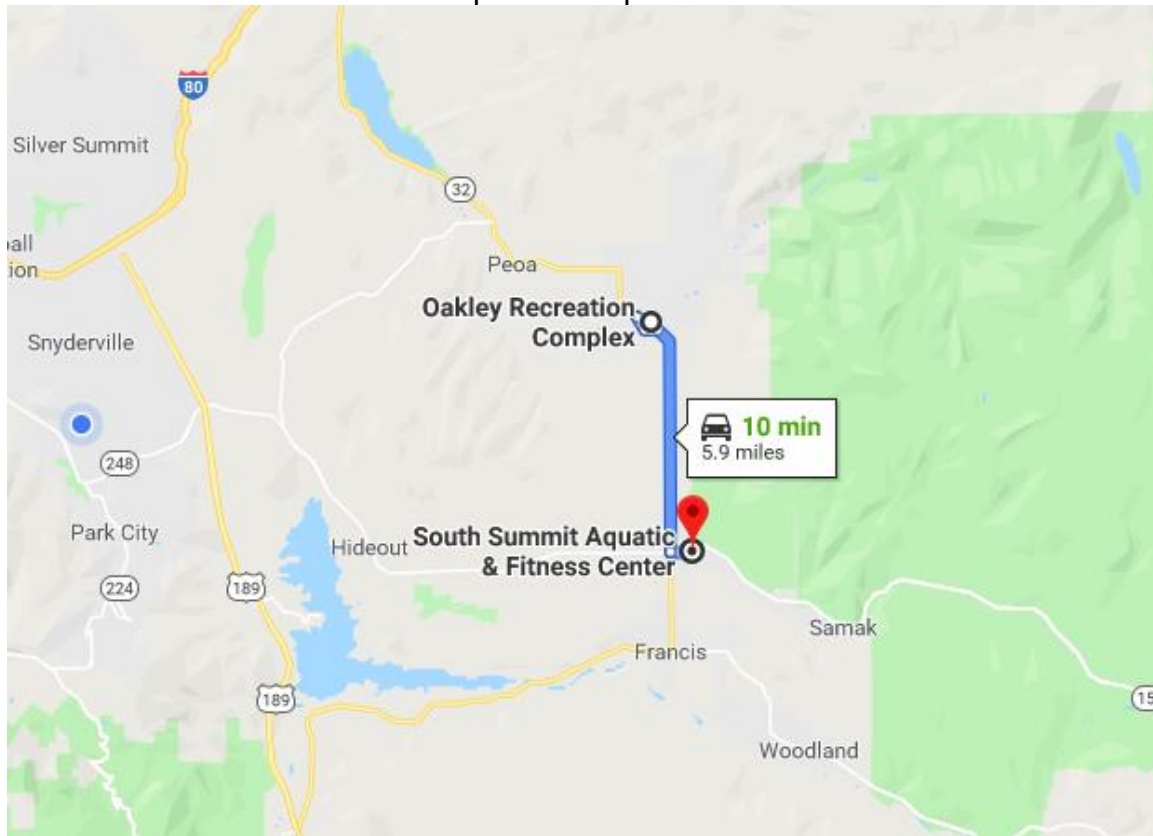 80
Silver Summit
32
Peoa
Oakley Recreation
Complex
Snyderville
10 min
5.9 miles
248
Park City
Hideout
South Summit Aquatic
& Fitness Center
224
189
Samak
Francis
189
Woodland